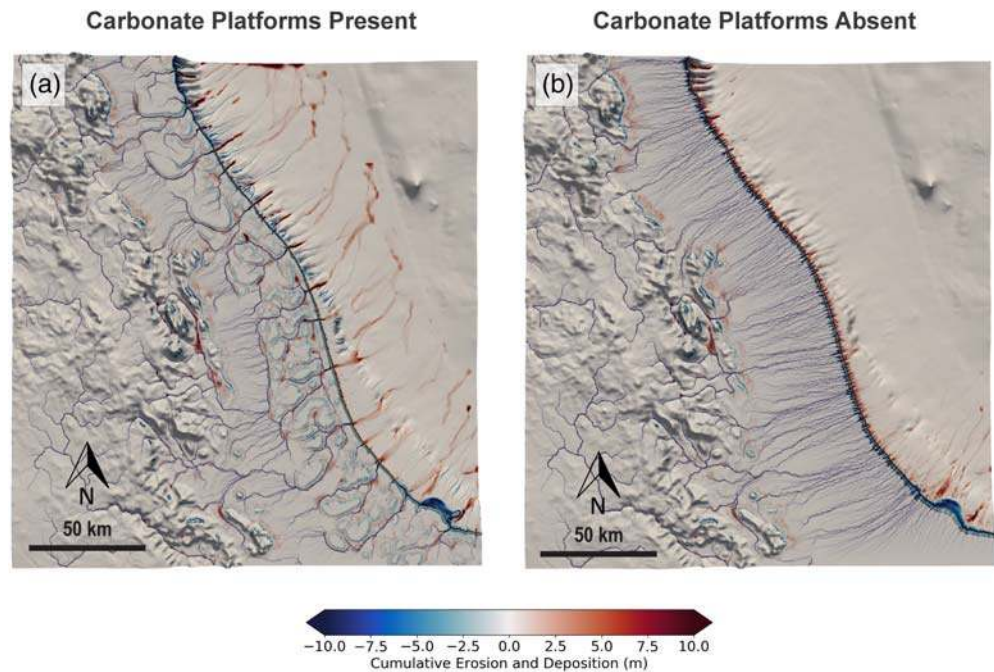 Carbonate Platforms Present
Carbonate Platforms Absent
(a)
(b)
N
50 km
N
50 km
−10.0 −7.5 −5.0 −2.5 0.0 2.5 5.0 7.5 10.0
Cumulative Erosion and Deposition (m)